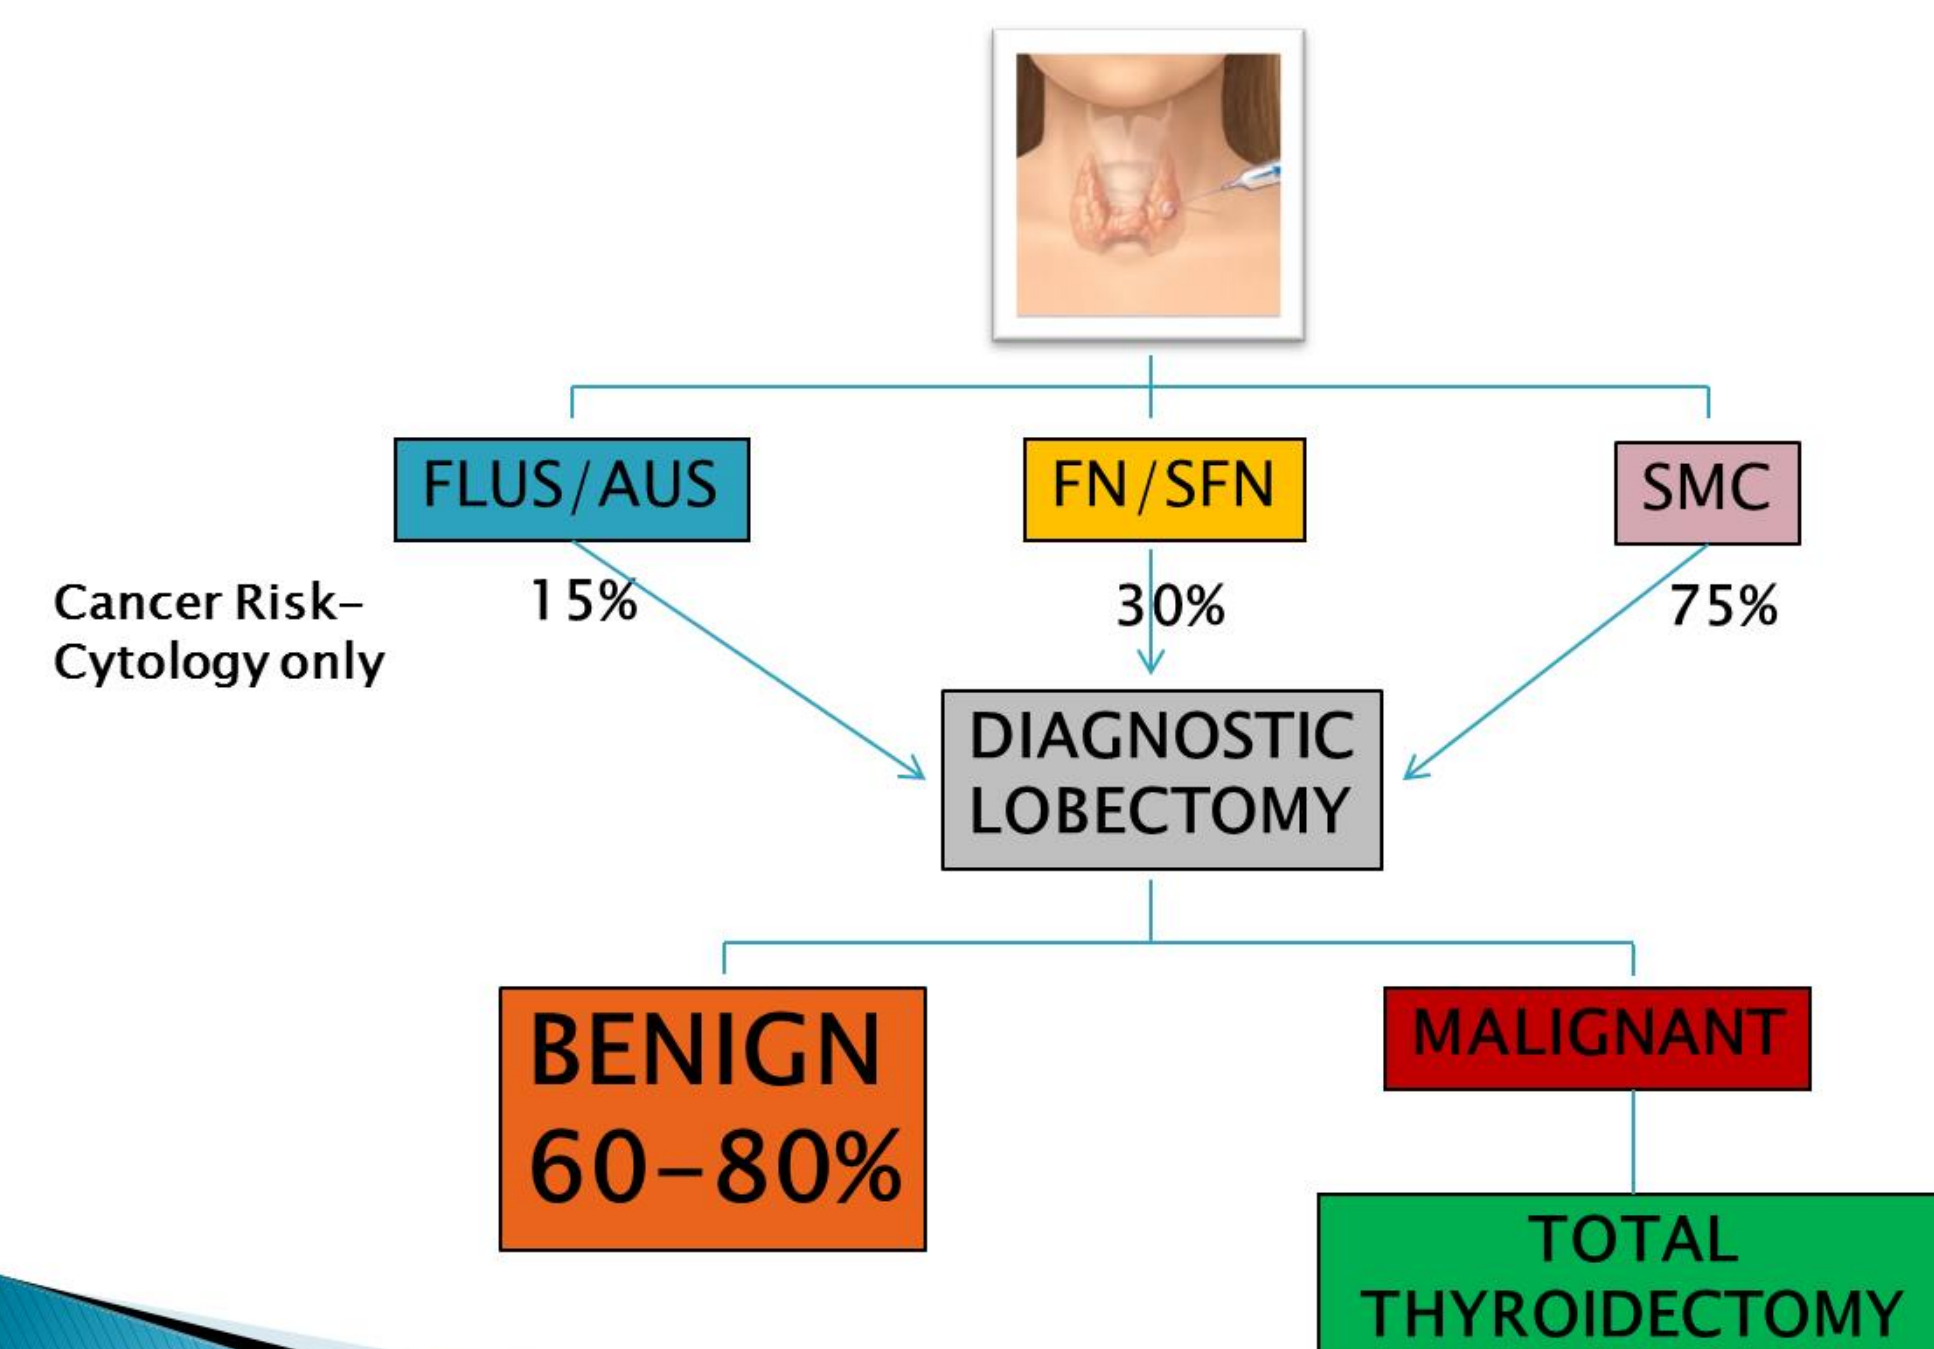 FLUS/AUS
FN/SFN
SMC
Cancer Risk-
Cytology only
15%
30%
75%
DIAGNOSTIC
LOBECTOMY
BENIGN
60-80%
MALIGNANT
TOTAL
THYROIDECTOMY